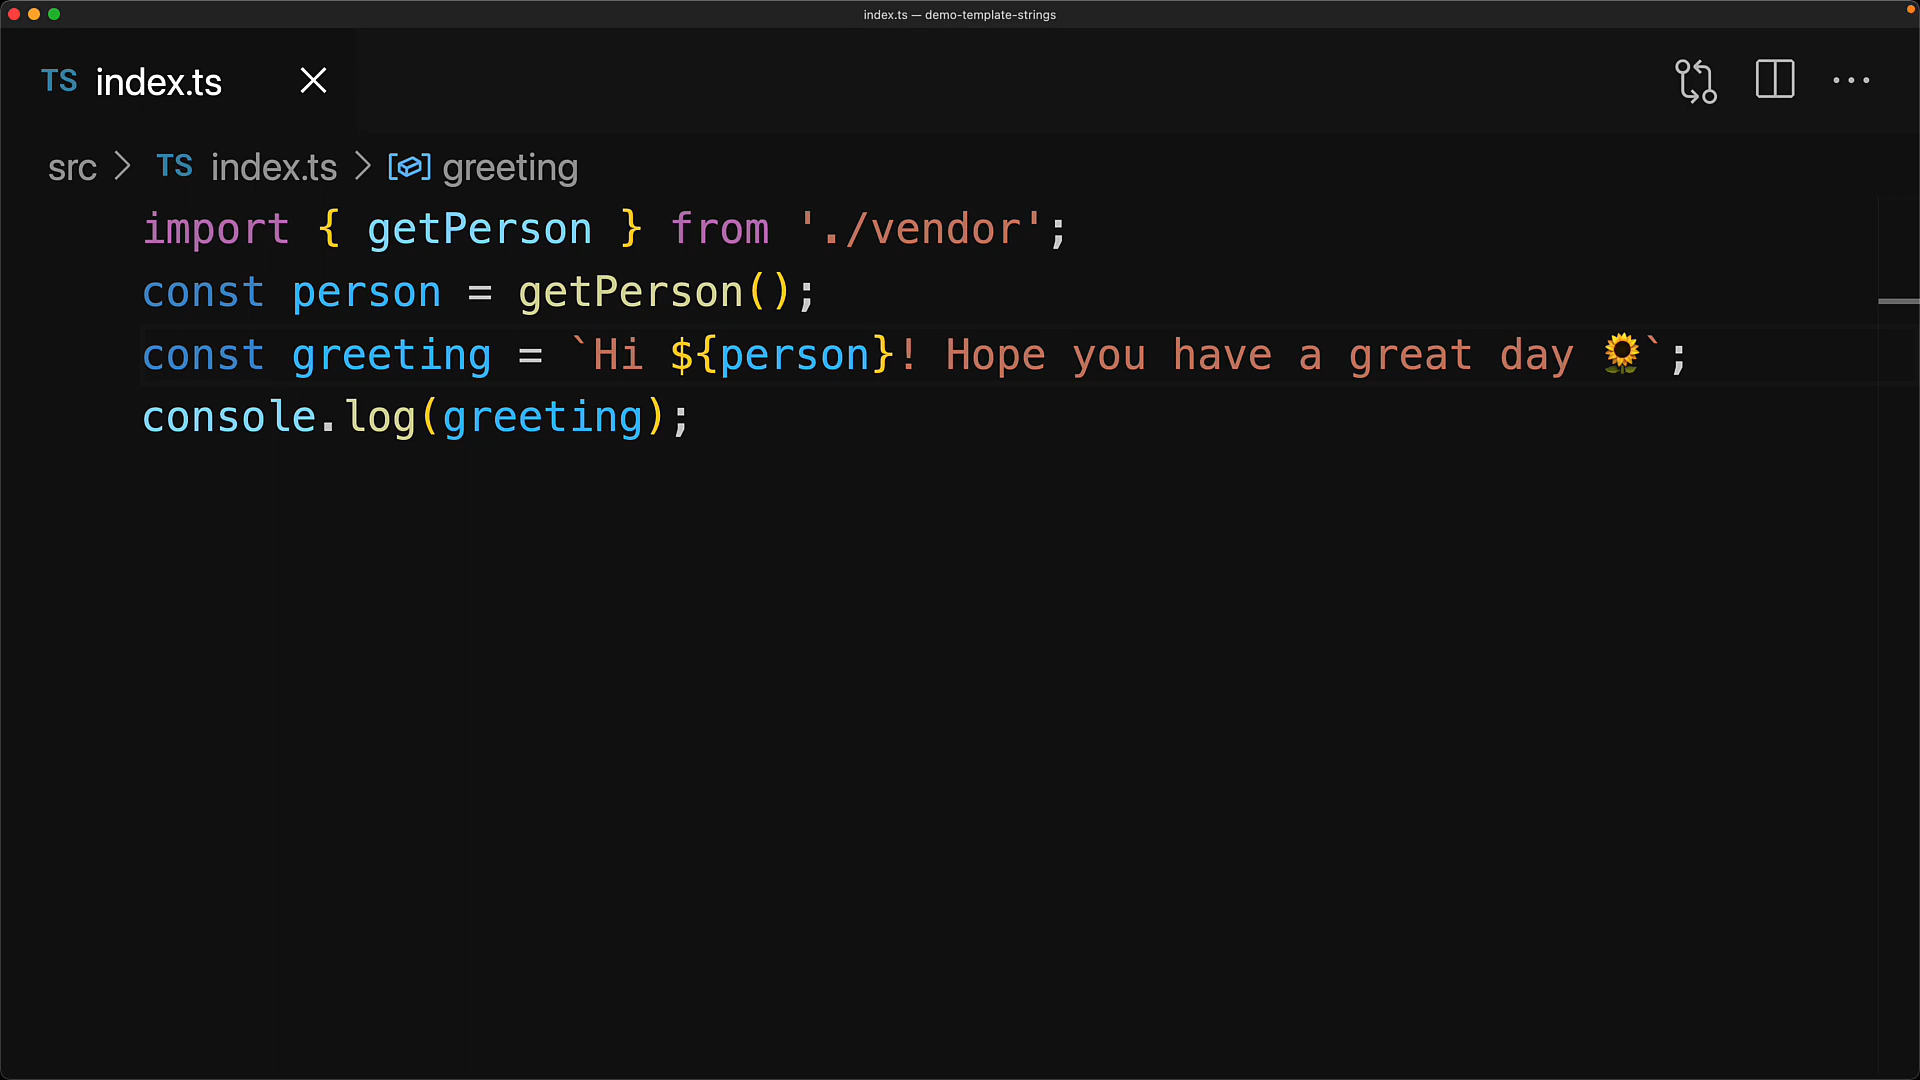 index.ts — demo-template-strings
TS index.ts
src > TS index.ts > greeting
import { getPerson } from './vendor';
const person = getPerson();
const greeting = `Hi ${person}! Hope you have a great day 🌻`;
console.log(greeting);